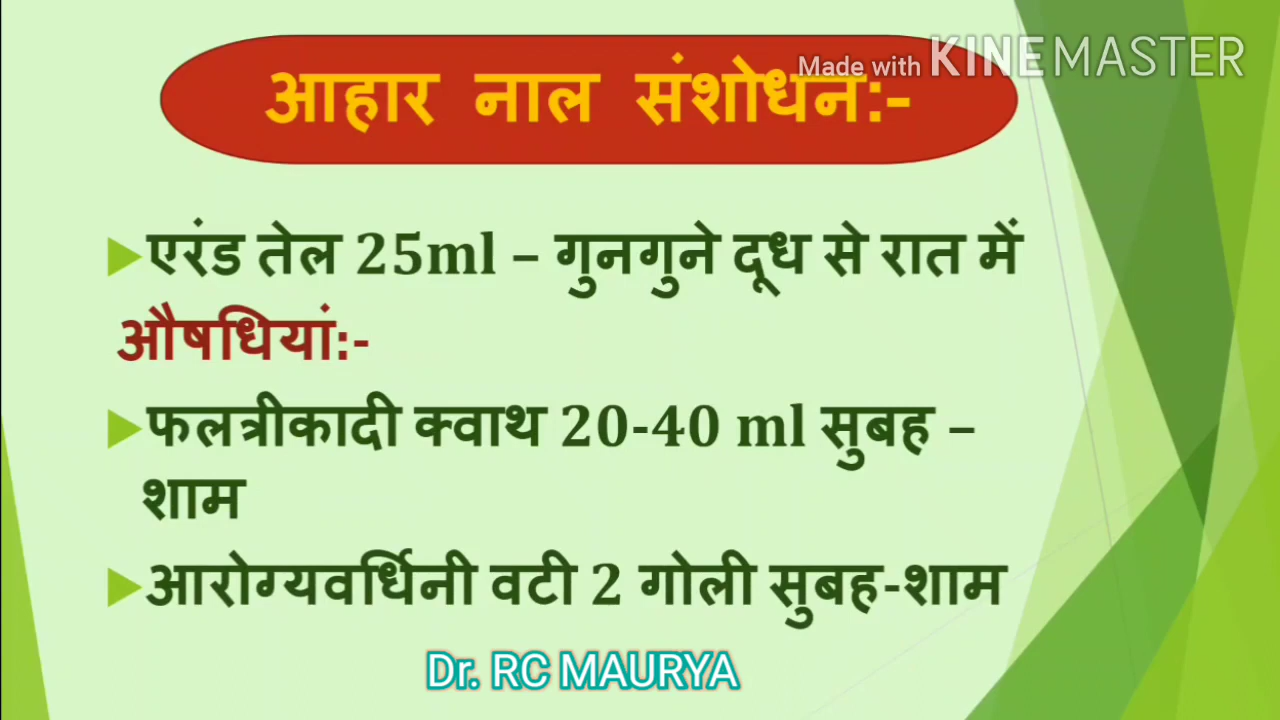 Made with KINEMASTER
आहार नाल संशोधन:-
एरंड तेल 25ml – गुनगुने दूध से रात में
औषधियां:-
फलत्रीकादी क्वाथ 20-40 ml सुबह –
शाम
आरोग्यवर्धिनी वटी 2 गोली सुबह-शाम
Dr. RC MAURYA